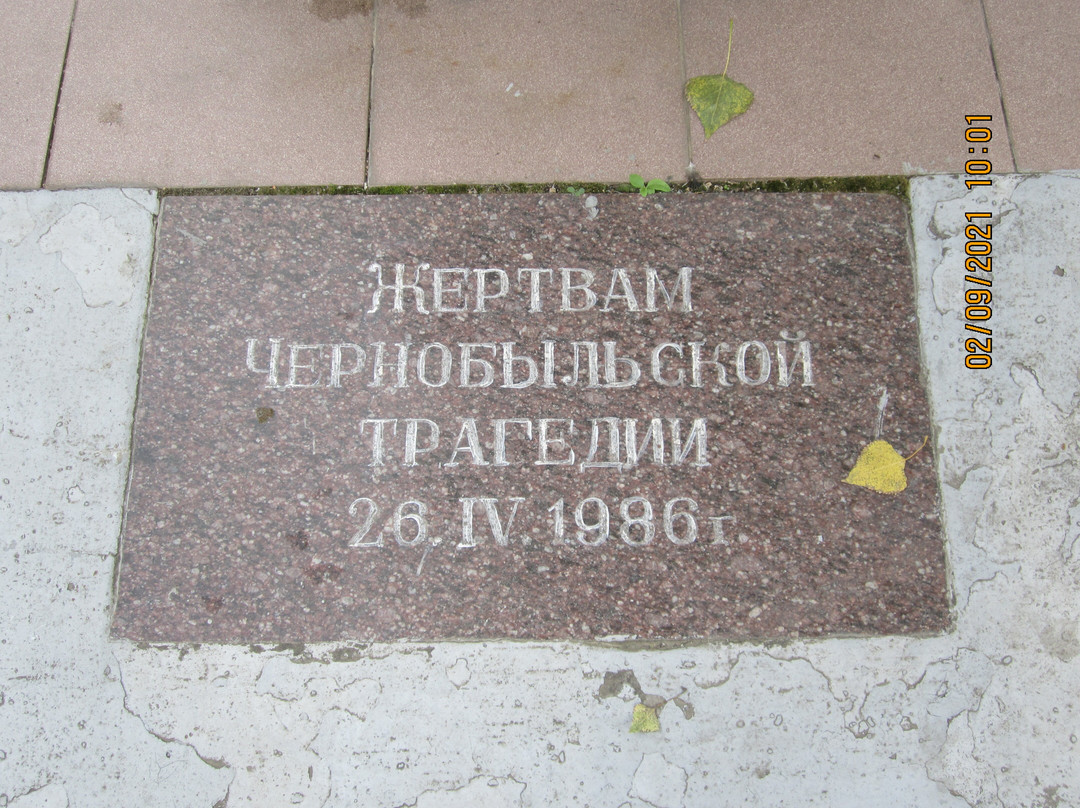 ЖЕРТВАМ
ЧЕРНОБЫЛЬСКОЙ
ТРАГЕДИИ
26.IV.1986г.
02/09/2021 10:01